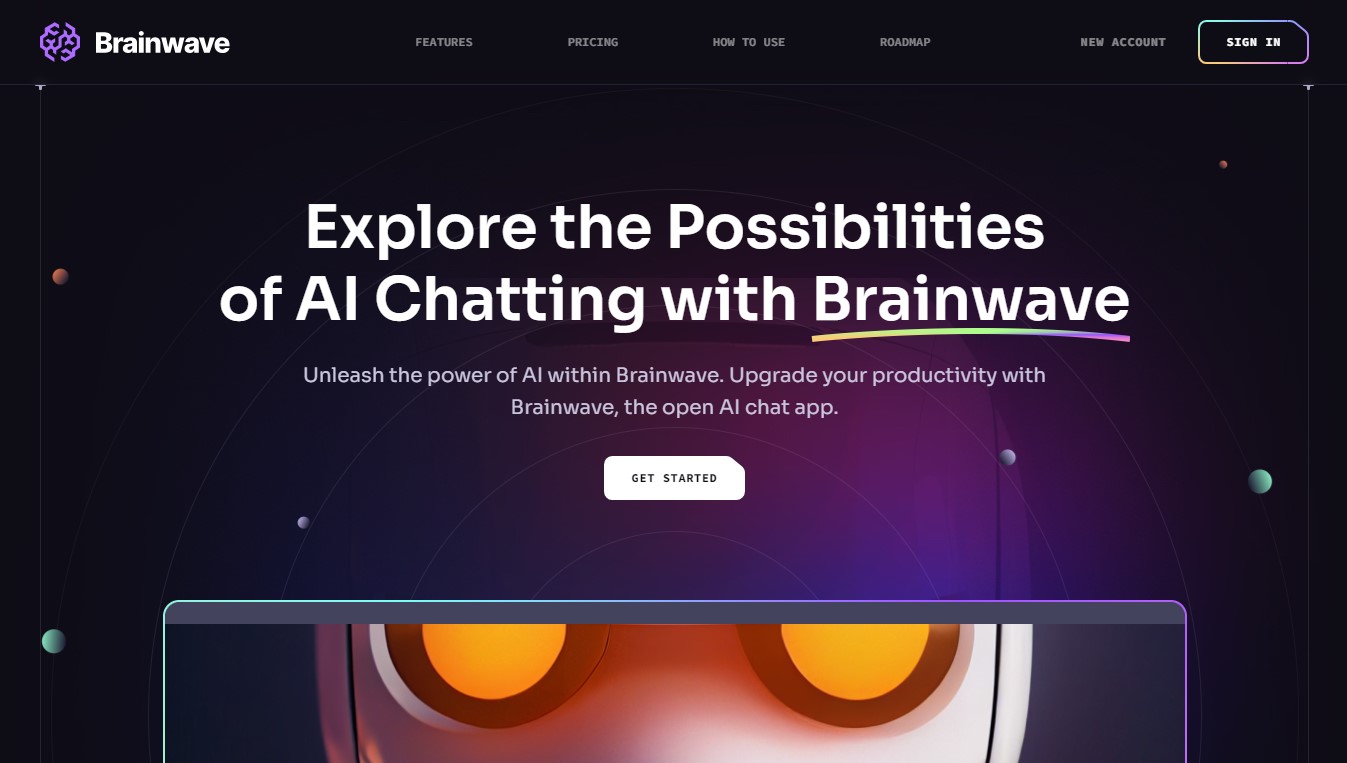 Brainwave
FEATURES
PRICING
HOW TO USE
ROADMAP
NEW ACCOUNT
SIGN IN
Explore the Possibilities
of AI Chatting with Brainwave
Unleash the power of AI within Brainwave. Upgrade your productivity with
Brainwave, the open AI chat app.
GET STARTED